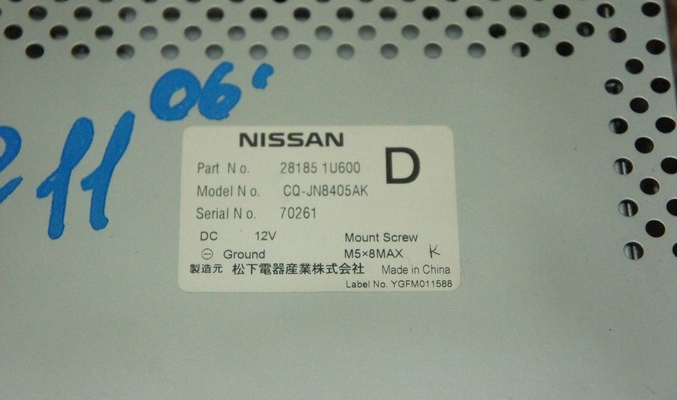 06'
211
NISSAN
D
Part No. 28185 1U600
Model No. CQ-JN8405AK
Serial No. 70261
DC 12V Mount Screw
⊖ Ground M5×8MAX K
製造元 松下電器産業株式会社 Made in China
Label No. YGFM011588